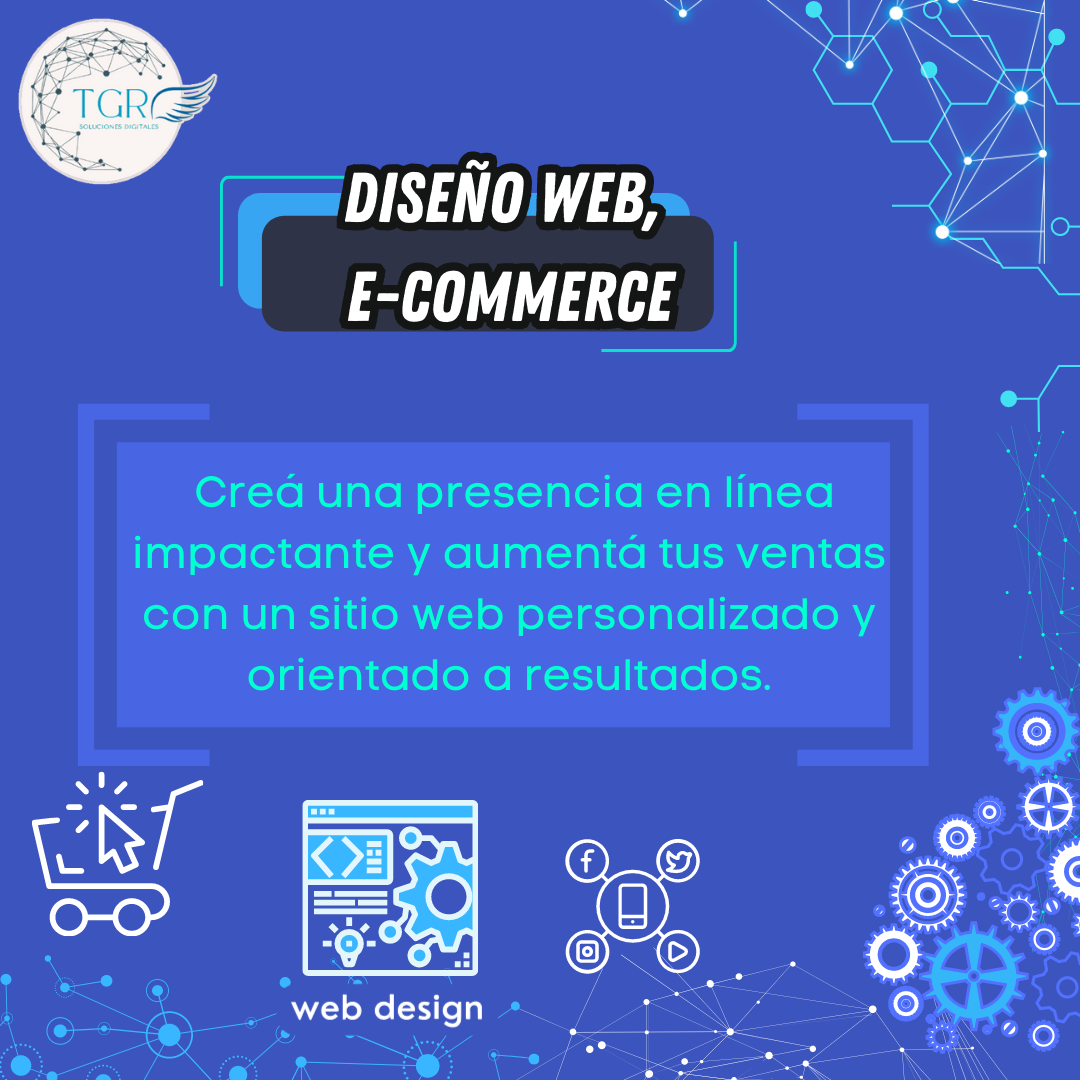 TGR
SOLUCIONES DIGITALES
DISEÑO WEB,
E-COMMERCE
Creá una presencia en línea
impactante y aumentá tus ventas
con un sitio web personalizado y
orientado a resultados.
web design